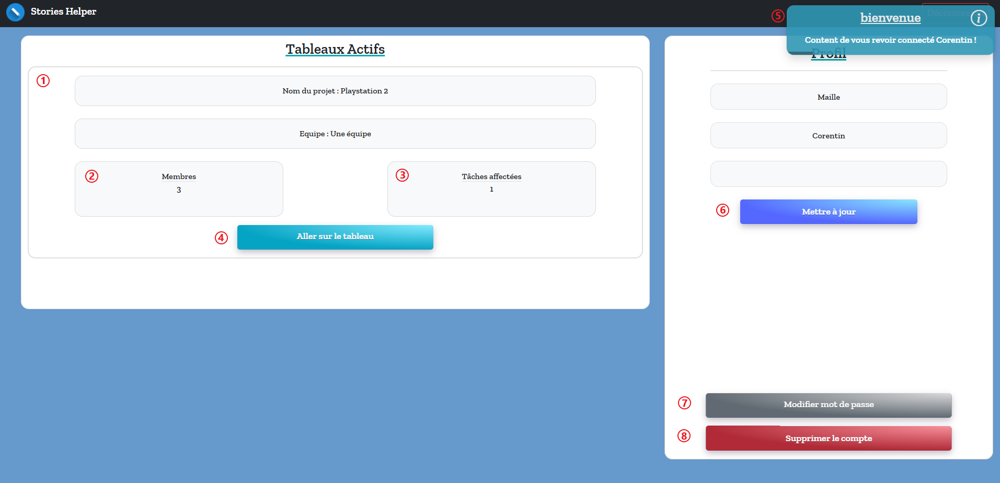 Stories Helper
⑤
bienvenue
Content de vous revoir connecté Corentin !
Tableaux Actifs
①
Nom du projet : Playstation 2
Equipe : Une équipe
②
Membres
3
③
Tâches affectées
1
④
Aller sur le tableau
Profil
Maille
Corentin
⑥
Mettre à jour
⑦
Modifier mot de passe
⑧
Supprimer le compte